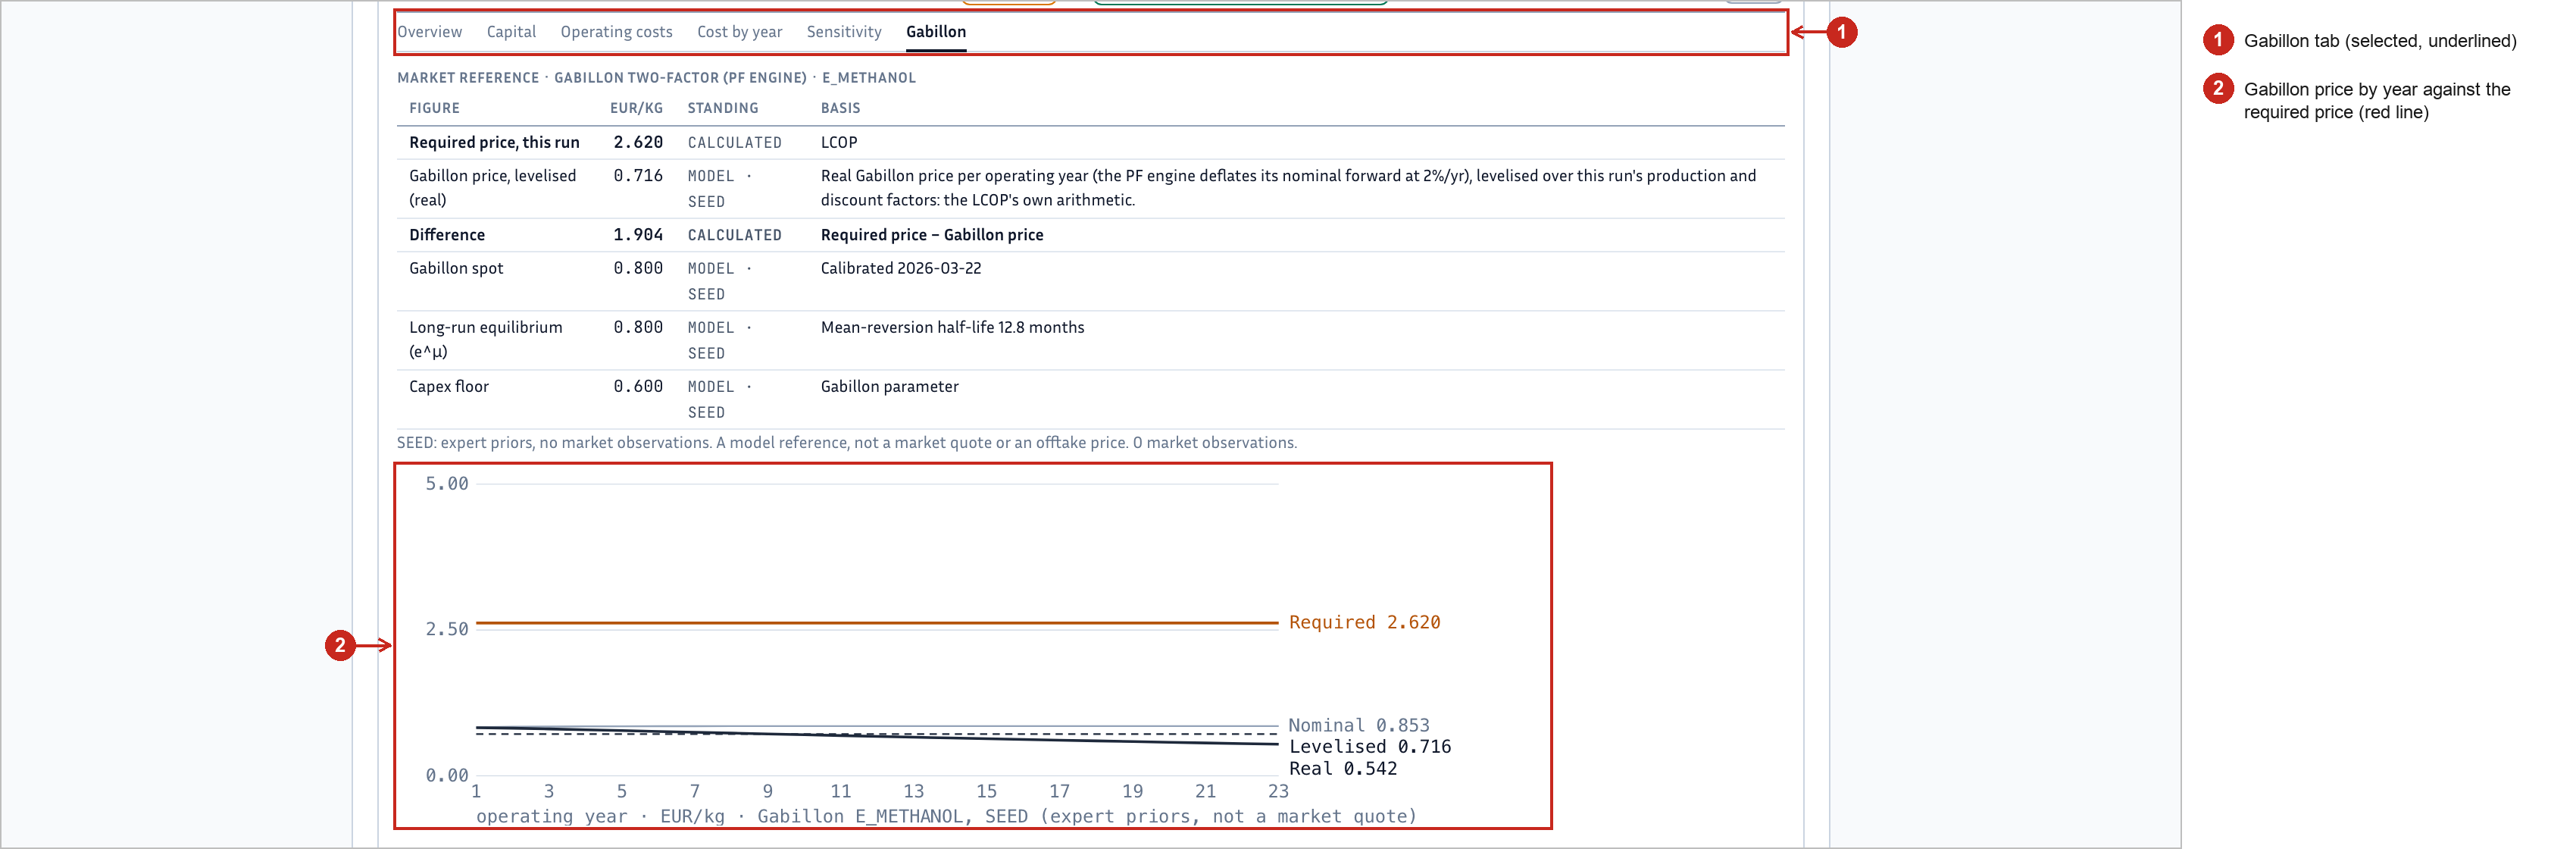 Overview Capital Operating costs Cost by year Sensitivity Gabillon
1
MARKET REFERENCE · GABILLON TWO-FACTOR (PF ENGINE) · E_METHANOL
FIGURE EUR/KG STANDING BASIS
Required price, this run 2.620 CALCULATED LCOP
Gabillon price, levelised (real) 0.716 MODEL · SEED Real Gabillon price per operating year (the PF engine deflates its nominal forward at 2%/yr), levelised over this run's production and
discount factors: the LCOP's own arithmetic.
Difference 1.904 CALCULATED Required price − Gabillon price
Gabillon spot 0.800 MODEL · SEED Calibrated 2026-03-22
Long-run equilibrium (e^μ) 0.800 MODEL · SEED Mean-reversion half-life 12.8 months
Capex floor 0.600 MODEL · SEED Gabillon parameter
SEED: expert priors, no market observations. A model reference, not a market quote or an offtake price. 0 market observations.
5.00
2.50
0.00
Required 2.620
Nominal 0.853
Levelised 0.716
Real 0.542
1 3 5 7 9 11 13 15 17 19 21 23
operating year · EUR/kg · Gabillon E_METHANOL, SEED (expert priors, not a market quote)
2
1 Gabillon tab (selected, underlined)
2 Gabillon price by year against the
required price (red line)